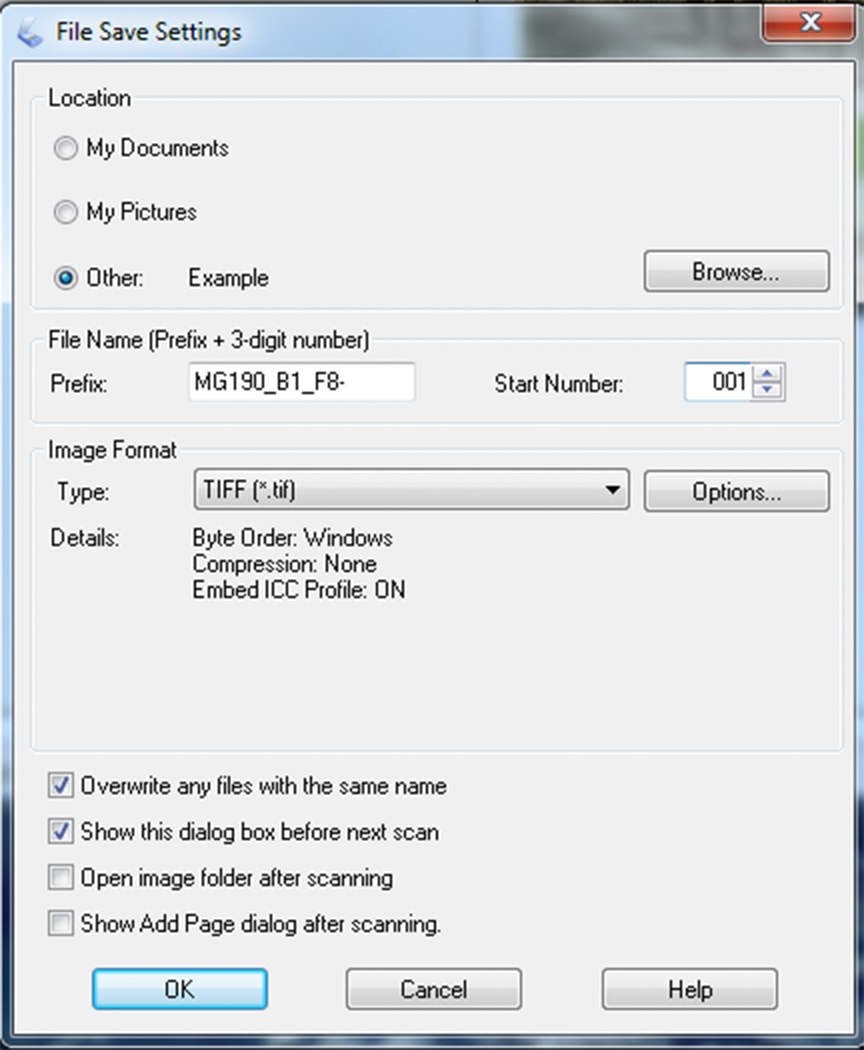 File Save Settings
Location
My Documents
My Pictures
Other: Example Browse...
File Name (Prefix + 3-digit number)
Prefix: MG190_B1_F8- Start Number: 001
Image Format
Type: TIFF (*.tif) Options...
Details: Byte Order: Windows
Compression: None
Embed ICC Profile: ON
Overwrite any files with the same name
Show this dialog box before next scan
Open image folder after scanning
Show Add Page dialog after scanning.
OK Cancel Help